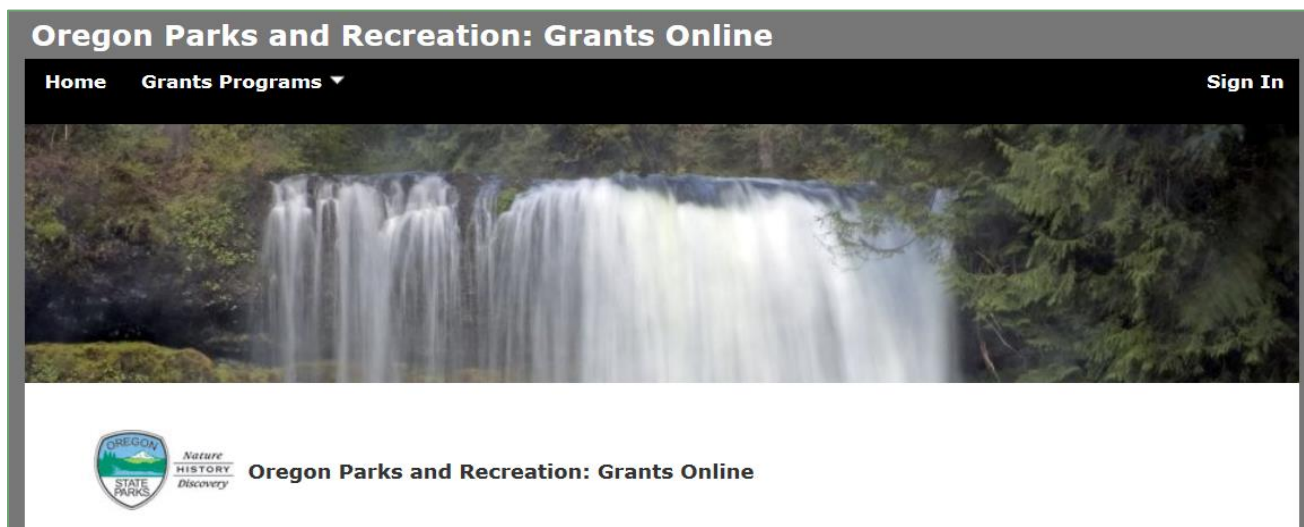 Oregon Parks and Recreation: Grants Online
Home Grants Programs Sign In
OREGON
STATE
PARKS
Nature
HISTORY
Discovery
Oregon Parks and Recreation: Grants Online